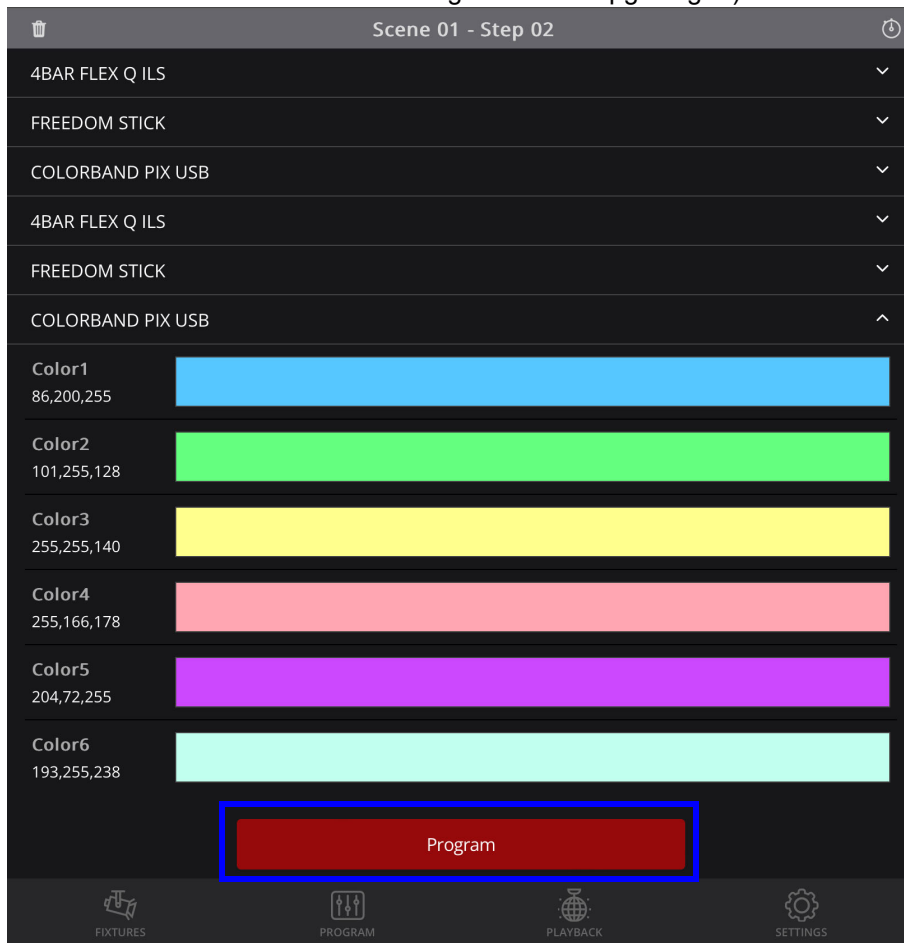 Scene 01 - Step 02
4BAR FLEX Q ILS
FREEDOM STICK
COLORBAND PIX USB
4BAR FLEX Q ILS
FREEDOM STICK
COLORBAND PIX USB
Color1
86,200,255
Color2
101,255,128
Color3
255,255,140
Color4
255,166,178
Color5
204,72,255
Color6
193,255,238
Program
FIXTURES
PROGRAM
PLAYBACK
SETTINGS